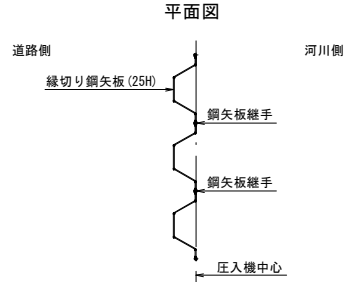 平面図
道路側
河川側
縁切り鋼矢板(25H)
鋼矢板継手
鋼矢板継手
圧入機中心